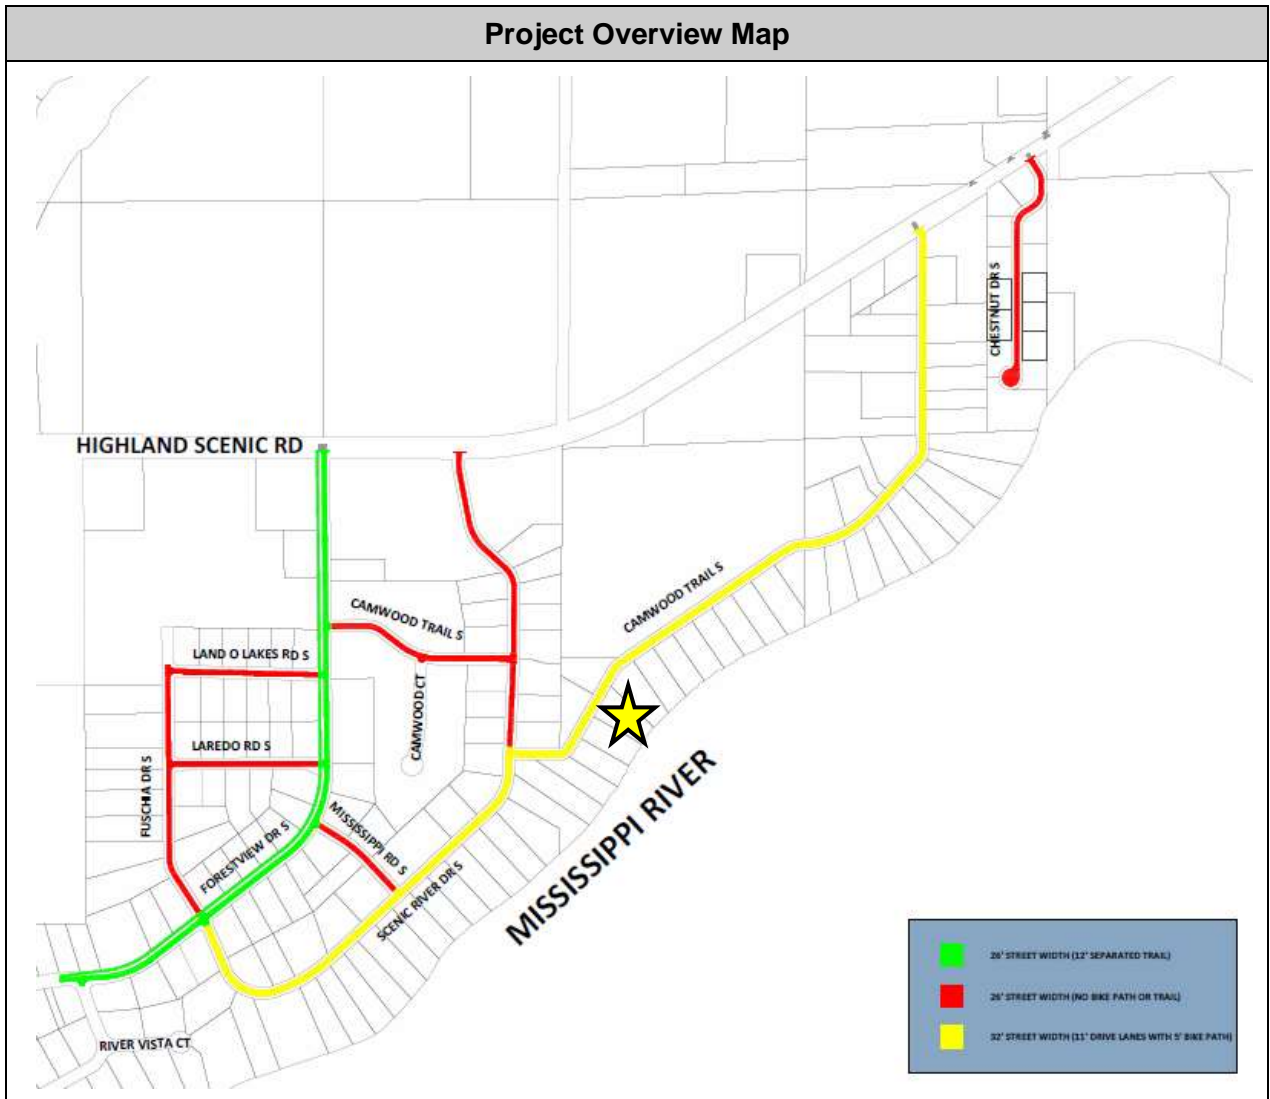 Project Overview Map
CHESTNUT DR S
HIGHLAND SCENIC RD
CAMWOOD TRAIL S
CAMWOOD TRAIL S
LAND O LAKES RD S
CAMWOOD CT
LAREDO RD S
FUSCHIA DR S
MISSISSIPPI RD S
FORESTVIEW DR S
SCENIC RIVER DR S
MISSISSIPPI RIVER
RIVER VISTA CT
26' STREET WIDTH (12' SEPARATED TRAIL)
26' STREET WIDTH (NO BIKE PATH OR TRAIL)
32' STREET WIDTH (11' DRIVE LANES WITH 5' BIKE PATH)